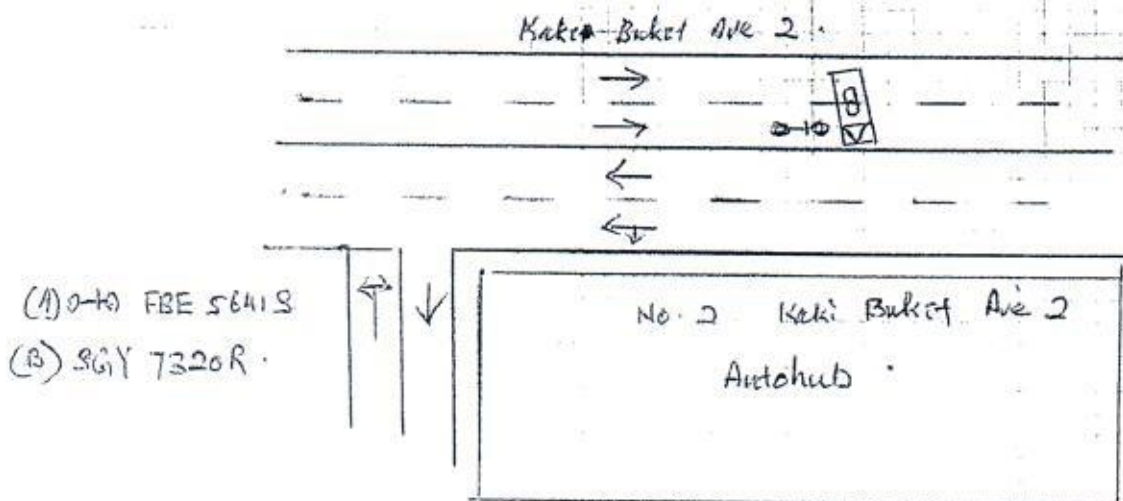 Kaki Bukit Ave 2.
(A) FBE 5641S
(B) SGY 7320R.
No. 2 Kaki Bukit Ave 2
Autohub.